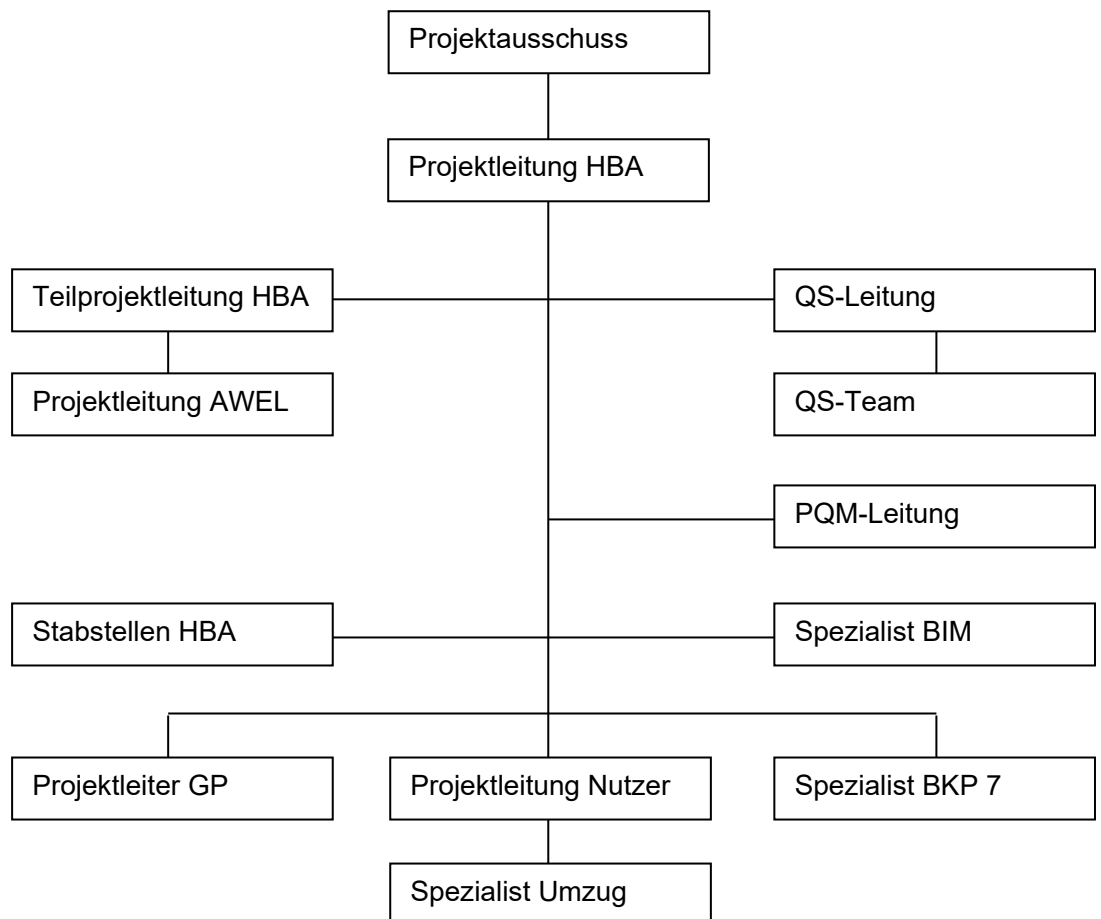 Projektausschuss
Projektleitung HBA
Teilprojektleitung HBA
QS-Leitung
Projektleitung AWEL
QS-Team
PQM-Leitung
Stabstellen HBA
Spezialist BIM
Projektleiter GP
Projektleitung Nutzer
Spezialist BKP 7
Spezialist Umzug